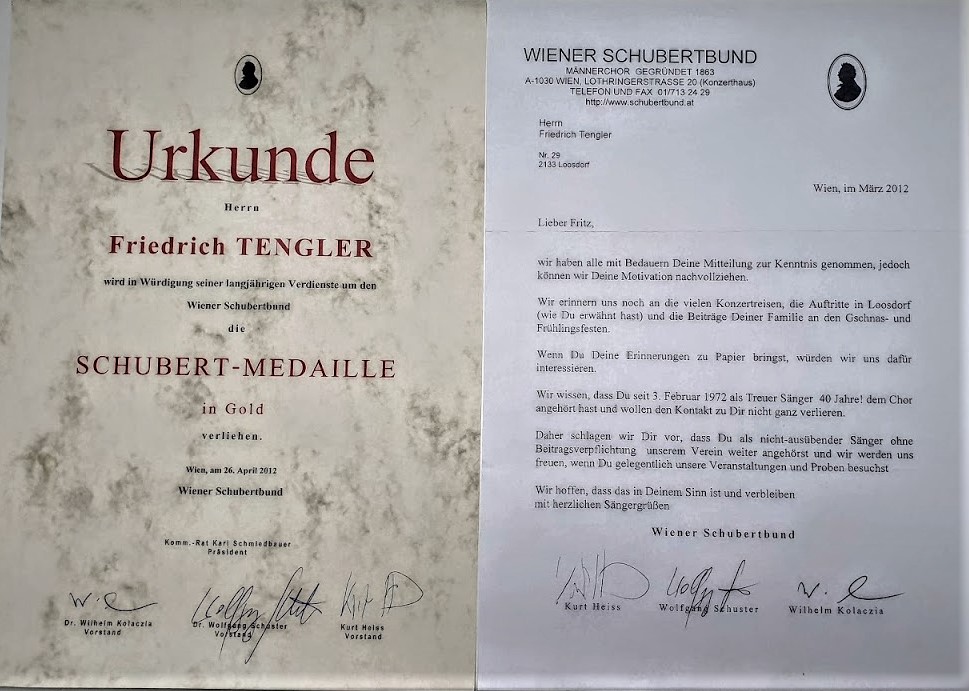 Urkunde
Herrn
Friedrich TENGLER
wird in Würdigung seiner langjährigen Verdienste um den
Wiener Schubertbund
die
SCHUBERT-MEDAILLE
in Gold
verliehen.
Wien, am 26. April 2012
Wiener Schubertbund
Komm.-Rat Karl Schmiedbauer
Präsident
Dr. Wilhelm Kolaczia
Vorstand
Dr. Wolfgang Schuster
Vorstand
Kurt Heiss
Vorstand
WIENER SCHUBERTBUND
MÄNNERCHOR GEGRÜNDET 1863
A-1030 WIEN, LOTHRINGERSTRASSE 20 (Konzerthaus)
TELEFON UND FAX 01/713 24 29
http://www.schubertbund.at
Herrn
Friedrich Tengler
Nr. 29
2133 Loosdorf
Wien, im März 2012
Lieber Fritz,
wir haben alle mit Bedauern Deine Mitteilung zur Kenntnis genommen, jedoch
können wir Deine Motivation nachvollziehen.
Wir erinnern uns noch an die vielen Konzertreisen, die Auftritte in Loosdorf
(wie Du erwähnt hast) und die Beiträge Deiner Familie an den Gschnas- und
Frühlingsfesten.
Wenn Du Deine Erinnerungen zu Papier bringst, würden wir uns dafür
interessieren.
Wir wissen, dass Du seit 3. Februar 1972 als Treuer Sänger 40 Jahre! dem Chor
angehört hast und wollen den Kontakt zu Dir nicht ganz verlieren.
Daher schlagen wir Dir vor, dass Du als nicht-ausübender Sänger ohne
Beitragsverpflichtung unserem Verein weiter angehörst und wir werden uns
freuen, wenn Du gelegentlich unsere Veranstaltungen und Proben besuchst
Wir hoffen, dass das in Deinem Sinn ist und verbleiben
mit herzlichen Sängergrüßen
Wiener Schubertbund
Kurt Heiss
Wolfgang Schuster
Wilhelm Kolaczia